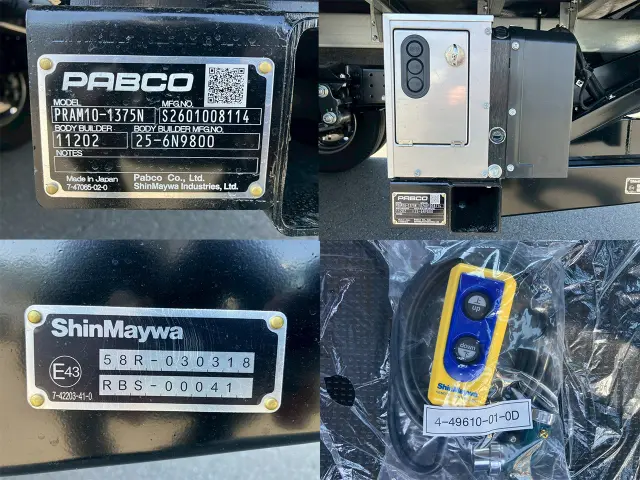 PABCO
MODEL MFG.NO.
PRAM10-1375N S2601008114
BODY BUILDER BODY BUILDER MFG.NO.
11202 25-6N9800
NOTES
Made in Japan Pabco Co., Ltd.
7-47065-02-0 ShinMaywa Industries, Ltd.
PABCO
ShinMaywa
58R-030318
E43 RBS-00041
7-42203-41-0
up
down
ShinMaywa
4-49610-01-0D